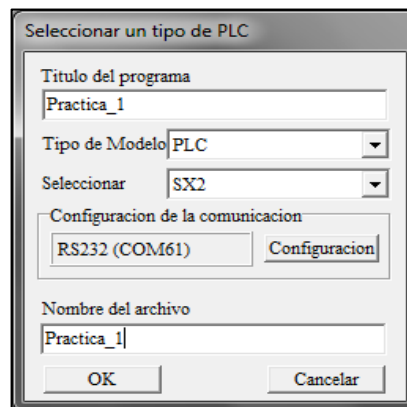 Seleccionar un tipo de PLC
Titulo del programa
Practica_1
Tipo de Modelo PLC
Seleccionar SX2
Configuracion de la comunicacion
RS232 (COM61) Configuracion
Nombre del archivo
Practica_1
OK Cancelar